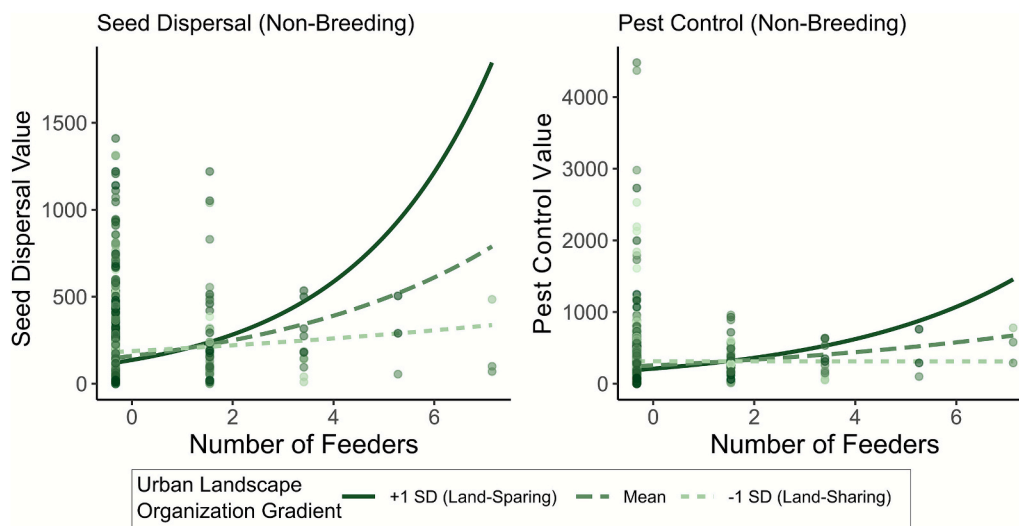 Seed Dispersal (Non-Breeding)
Pest Control (Non-Breeding)
Seed Dispersal Value
1500
1000
500
0
0 2 4 6
Number of Feeders
Pest Control Value
4000
3000
2000
1000
0
0 2 4 6
Number of Feeders
Urban Landscape
Organization Gradient
+1 SD (Land-Sparing)
Mean
-1 SD (Land-Sharing)